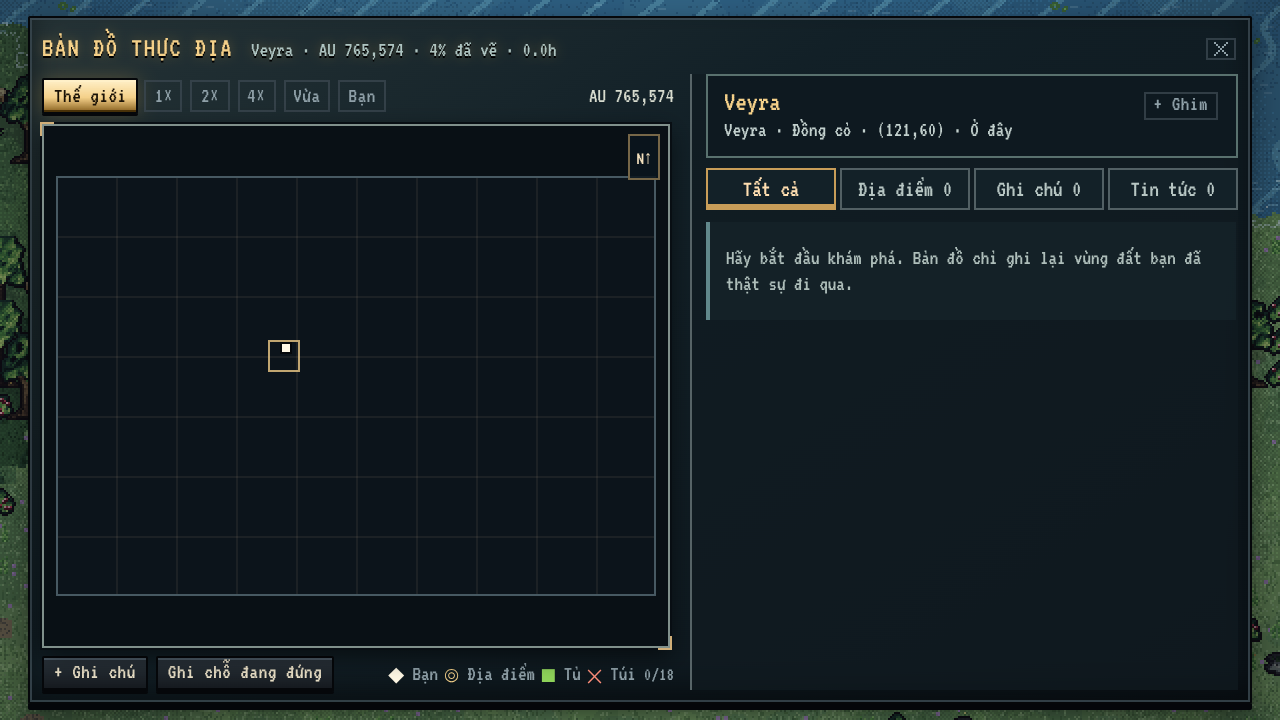 BẢN ĐỒ THỰC ĐỊA
Veyra · AU 765,574 · 4% đã vẽ · 0.0h
Thế giới
1X
2X
4X
Vừa
Bạn
AU 765,574
N↑
+ Ghi chú
Ghi chỗ đang đứng
Bạn
Địa điểm
Tủ
Túi 0/18
Veyra
+ Ghim
Veyra · Đồng cỏ · (121,60) · Ở đây
Tất cả
Địa điểm 0
Ghi chú 0
Tin tức 0
Hãy bắt đầu khám phá. Bản đồ chỉ ghi lại vùng đất bạn đã
thật sự đi qua.